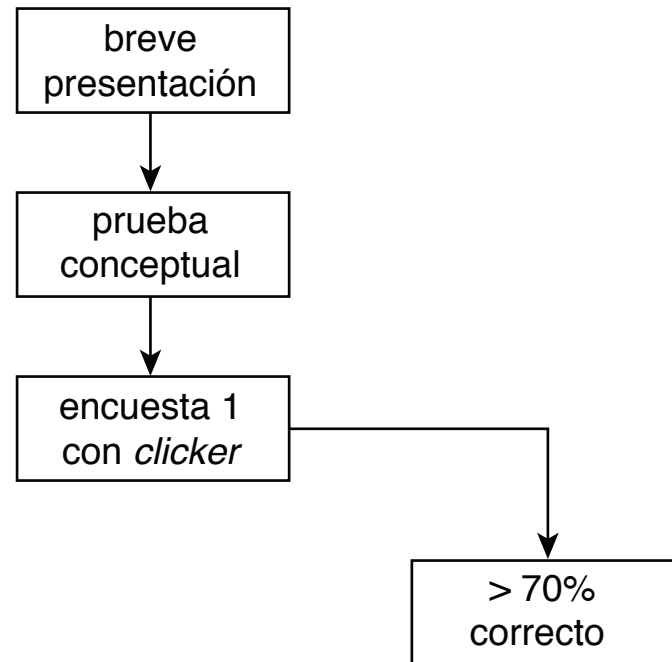 breve
presentación
prueba
conceptual
encuesta 1
con clicker
> 70%
correcto